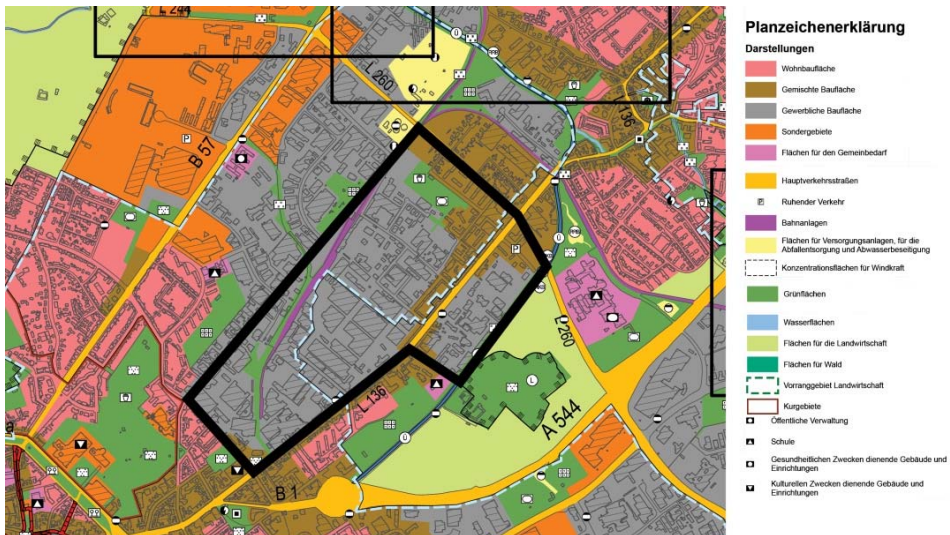 L 244
L 260
B 57
136
L 136
L 260
A 544
B 1
Ü
RRB
Ü
RRB
Ü
L
P
P
Planzeichenerklärung
Darstellungen
Wohnbaufläche
Gemischte Baufläche
Gewerbliche Baufläche
Sondergebiete
Flächen für den Gemeinbedarf
Hauptverkehrsstraßen
P Ruhender Verkehr
Bahnanlagen
Flächen für Versorgungsanlagen, für die
Abfallentsorgung und Abwasserbeseitigung
Konzentrationsflächen für Windkraft
Grünflächen
Wasserflächen
Flächen für die Landwirtschaft
Flächen für Wald
Vorranggebiet Landwirtschaft
Kurgebiete
Öffentliche Verwaltung
Schule
Gesundheitlichen Zwecken dienende Gebäude und
Einrichtungen
Kulturellen Zwecken dienende Gebäude und
Einrichtungen